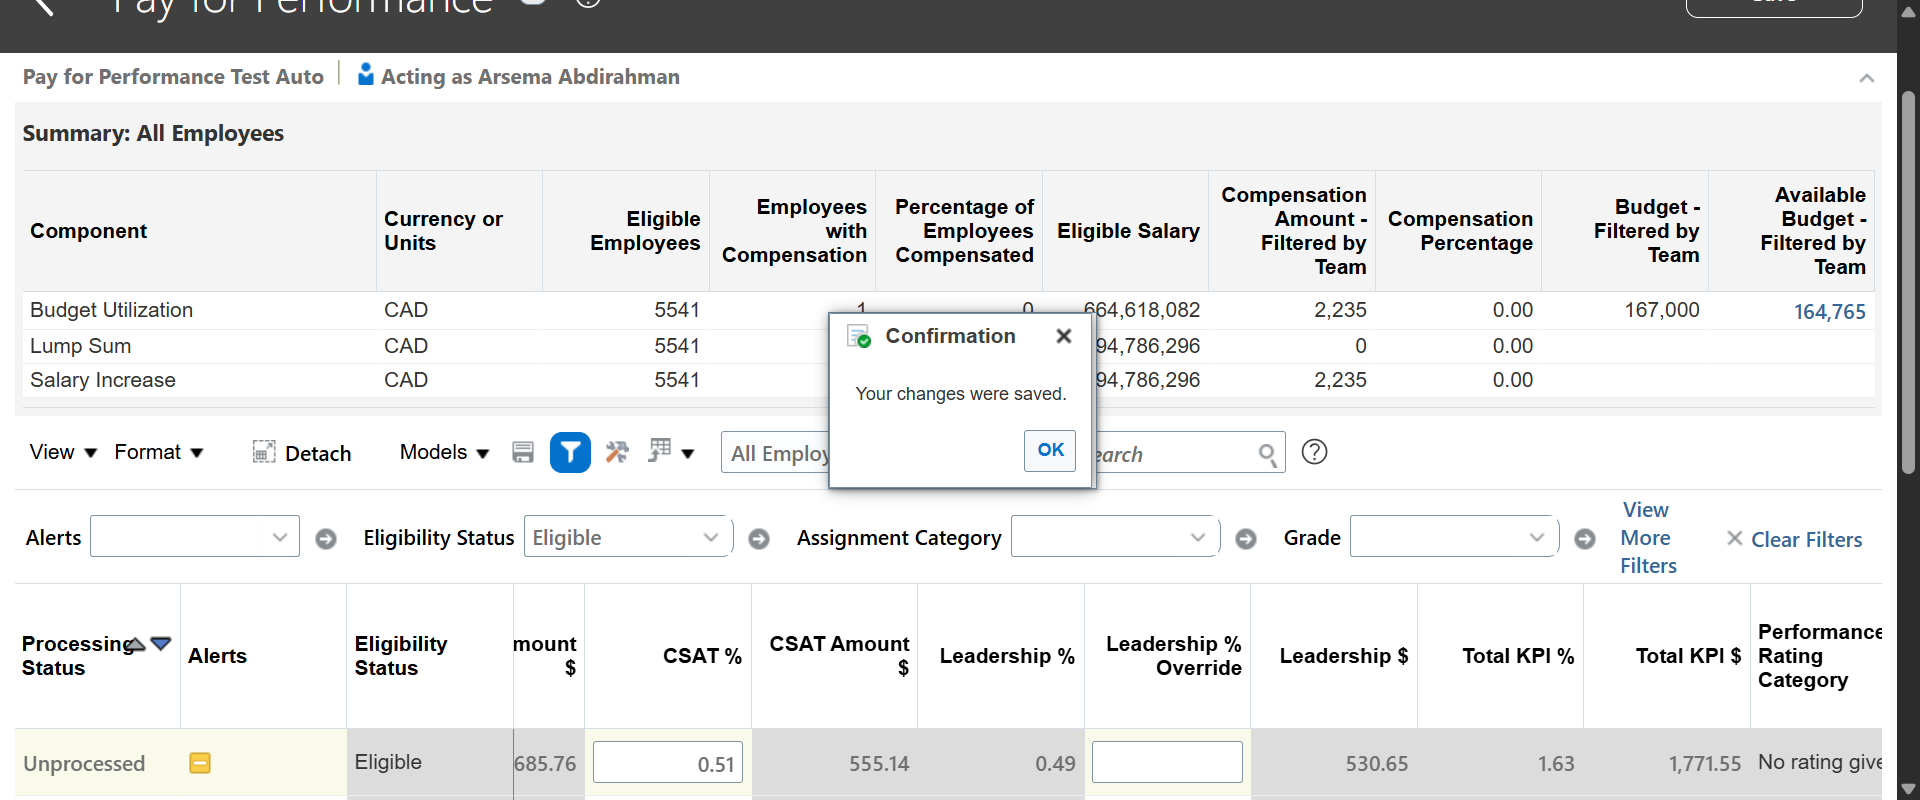 Pay for Performance
Save
Pay for Performance Test Auto
Acting as Arsema Abdirahman
Summary: All Employees
Component
Currency or Units
Eligible Employees
Employees with Compensation
Percentage of Employees Compensated
Eligible Salary
Compensation Amount - Filtered by Team
Compensation Percentage
Budget - Filtered by Team
Available Budget - Filtered by Team
Budget Utilization CAD 5541 1 0 664,618,082 2,235 0.00 167,000 164,765
Lump Sum CAD 5541 94,786,296 0 0.00
Salary Increase CAD 5541 94,786,296 2,235 0.00
Confirmation
Your changes were saved.
OK
View Format Detach Models All Employ earch
Alerts Eligibility Status Eligible Assignment Category Grade View More Filters Clear Filters
Processing Status
Alerts
Eligibility Status
mount $
CSAT %
CSAT Amount $
Leadership %
Leadership % Override
Leadership $
Total KPI %
Total KPI $
Performance Rating Category
Unprocessed Eligible 685.76 0.51 555.14 0.49 530.65 1.63 1,771.55 No rating give